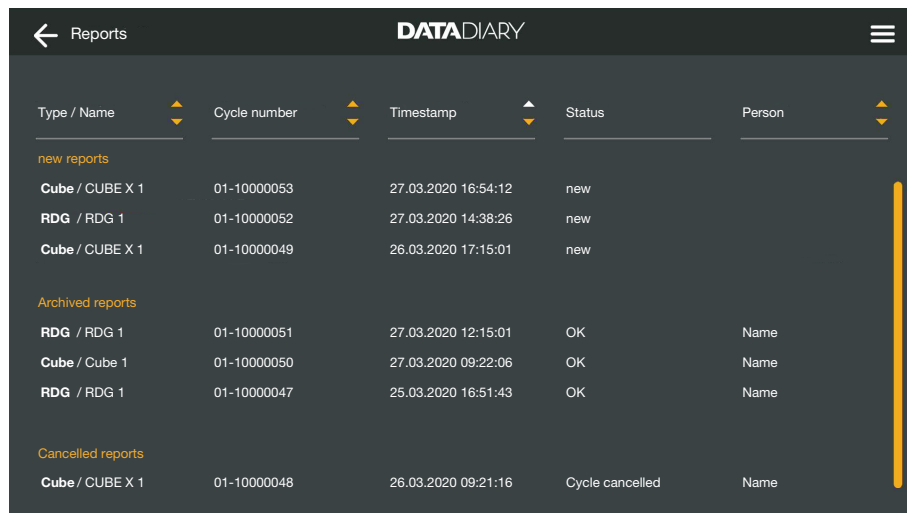 Reports DATADIARY
Type / Name Cycle number Timestamp Status Person
new reports
Cube / CUBE X 1 01-10000053 27.03.2020 16:54:12 new
RDG / RDG 1 01-10000052 27.03.2020 14:38:26 new
Cube / CUBE X 1 01-10000049 26.03.2020 17:15:01 new
Archived reports
RDG / RDG 1 01-10000051 27.03.2020 12:15:01 OK Name
Cube / Cube 1 01-10000050 27.03.2020 09:22:06 OK Name
RDG / RDG 1 01-10000047 25.03.2020 16:51:43 OK Name
Cancelled reports
Cube / CUBE X 1 01-10000048 26.03.2020 09:21:16 Cycle cancelled Name